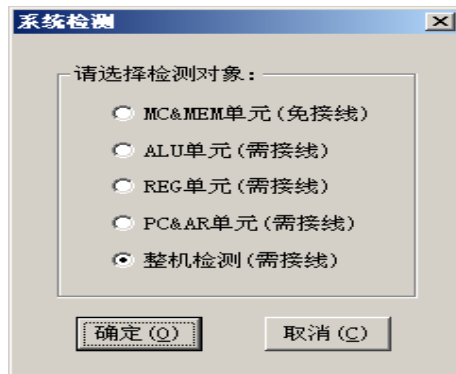 系统检测
请选择检测对象:
MC&MEM单元(免接线)
ALU单元(需接线)
REG单元(需接线)
PC&AR单元(需接线)
整机检测(需接线)
确定(O) 取消(C)